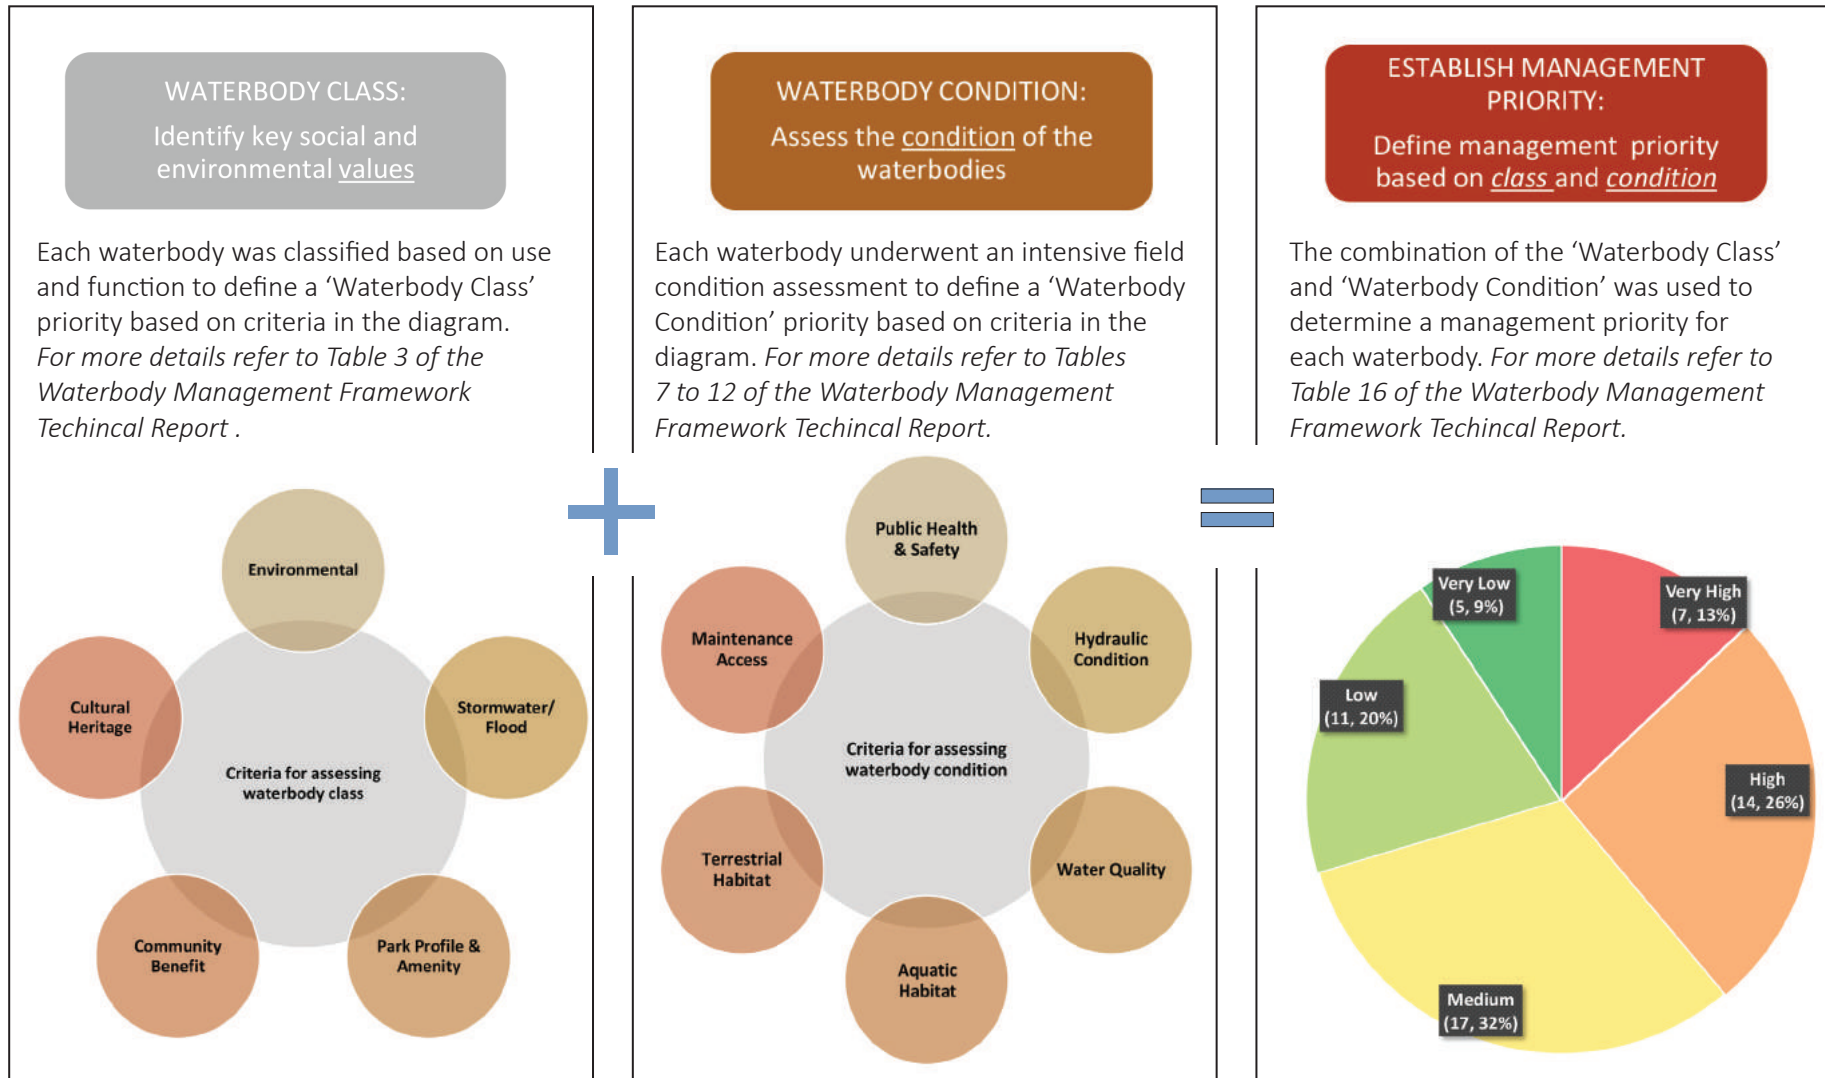 WATERBODY CLASS:
Identify key social and
environmental values
Each waterbody was classified based on use
and function to define a ‘Waterbody Class’
priority based on criteria in the diagram.
For more details refer to Table 3 of the
Waterbody Management Framework
Techincal Report .
Environmental
Cultural
Heritage
Stormwater/
Flood
Criteria for assessing
waterbody class
Community
Benefit
Park Profile &
Amenity
WATERBODY CONDITION:
Assess the condition of the
waterbodies
Each waterbody underwent an intensive field
condition assessment to define a ‘Waterbody
Condition’ priority based on criteria in the
diagram. For more details refer to Tables
7 to 12 of the Waterbody Management
Framework Techincal Report.
Public Health
& Safety
Maintenance
Access
Hydraulic
Condition
Criteria for assessing
waterbody condition
Terrestrial
Habitat
Water Quality
Aquatic
Habitat
ESTABLISH MANAGEMENT
PRIORITY:
Define management priority
based on class and condition
The combination of the ‘Waterbody Class’
and ‘Waterbody Condition’ was used to
determine a management priority for
each waterbody. For more details refer to
Table 16 of the Waterbody Management
Framework Techincal Report.
Very Low
(5, 9%)
Very High
(7, 13%)
Low
(11, 20%)
High
(14, 26%)
Medium
(17, 32%)